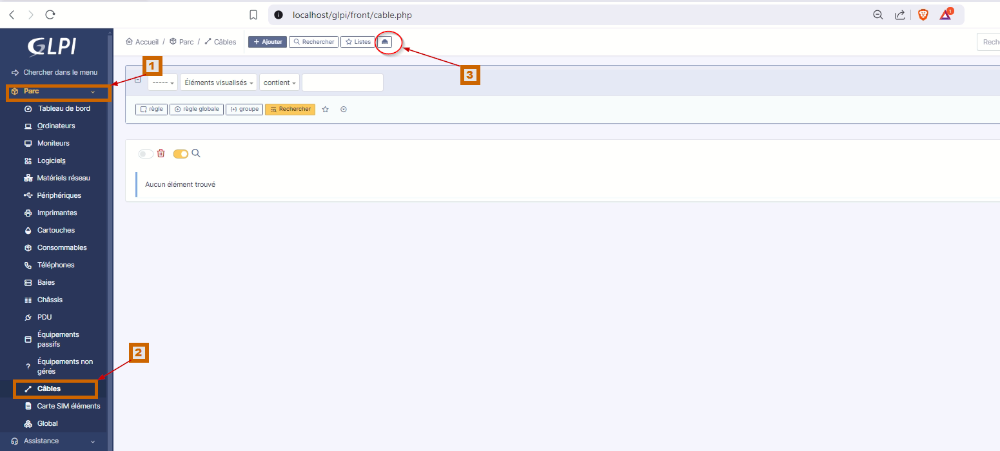 localhost/glpi/front/cable.php
1
GLPI
Accueil / Parc / Câbles
Ajouter
Rechercher
Listes
Rech
Chercher dans le menu
1
3
Parc
-----
Éléments visualisés
contient
Tableau de bord
règle
règle globale
groupe
Rechercher
Ordinateurs
Moniteurs
Logiciels
Matériels réseau
Aucun élément trouvé
Périphériques
Imprimantes
Cartouches
Consommables
Téléphones
Baies
Châssis
PDU
Équipements
passifs
2
Équipements non
gérés
Câbles
Carte SIM éléments
Global
Assistance